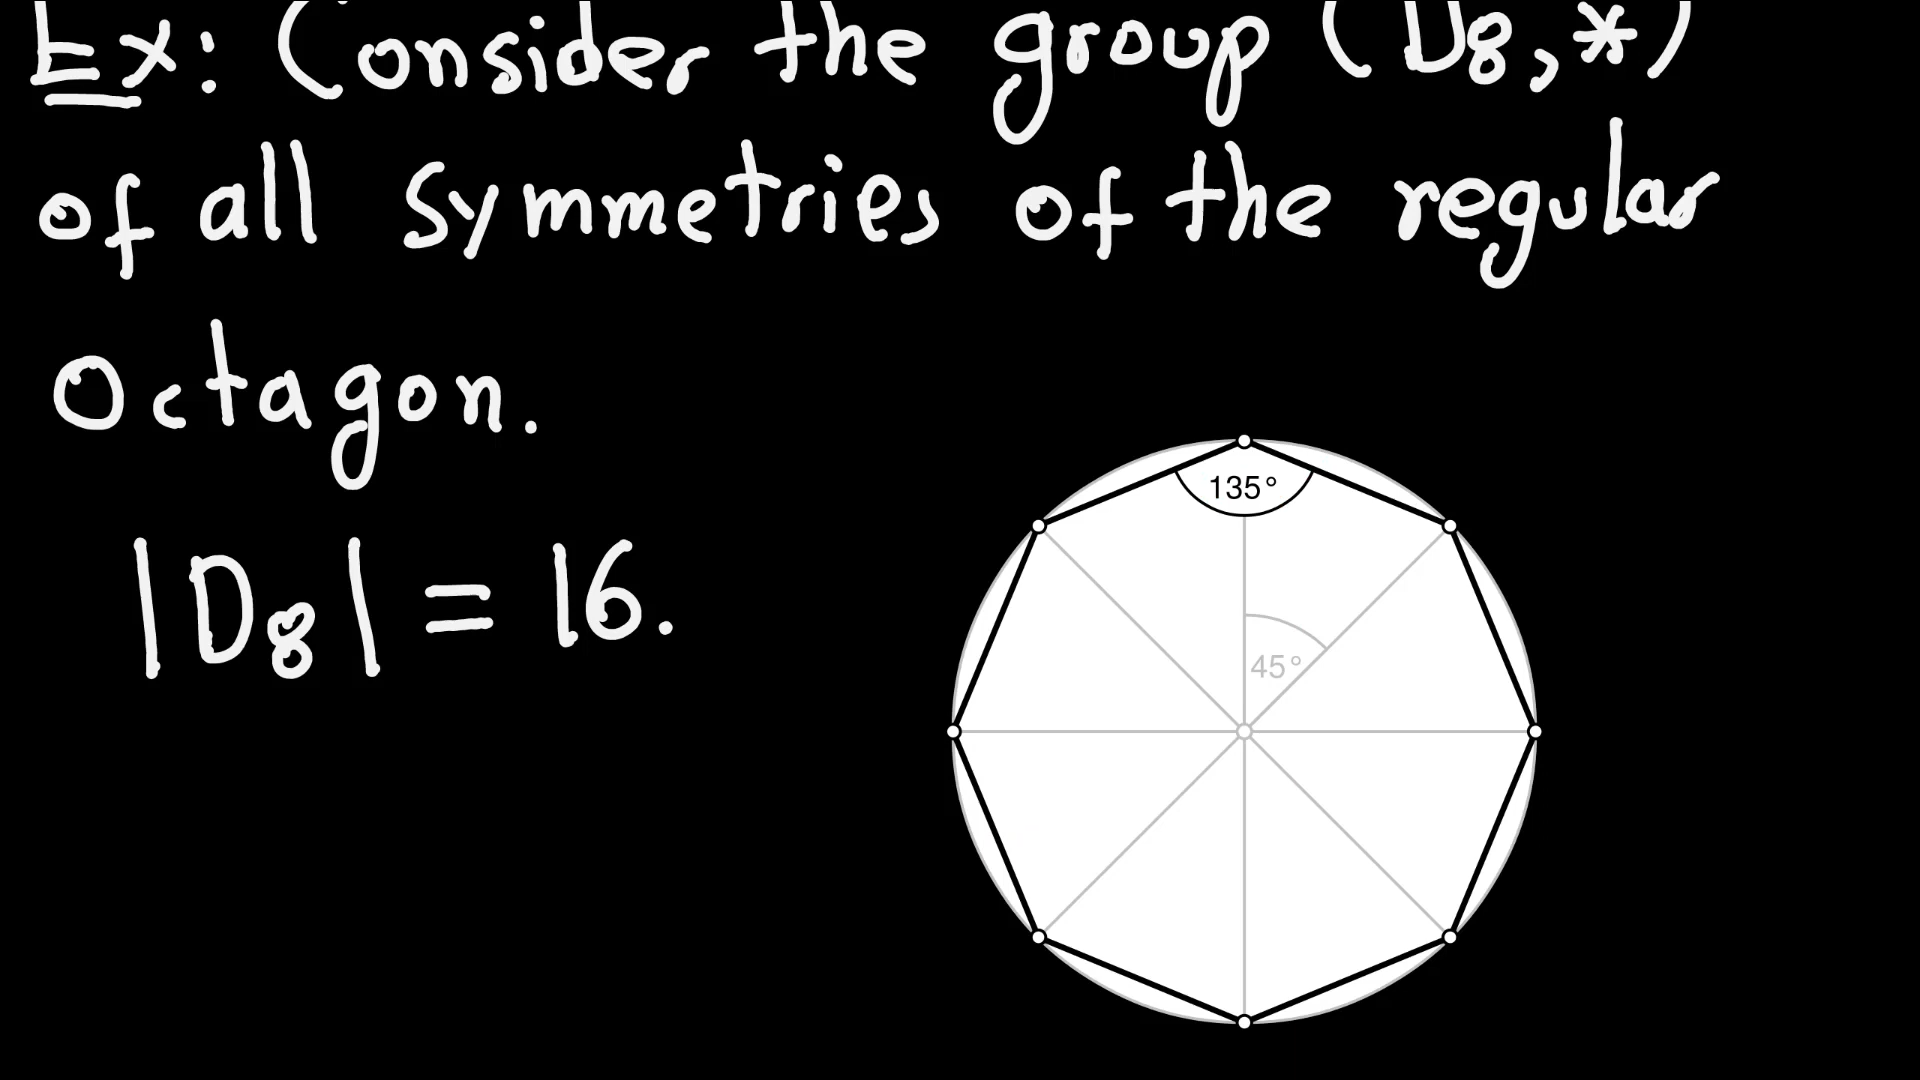 Ex: Consider the group (D8,*)
of all Symmetries of the regular
Octagon.
|D8| = 16.
135°
45°